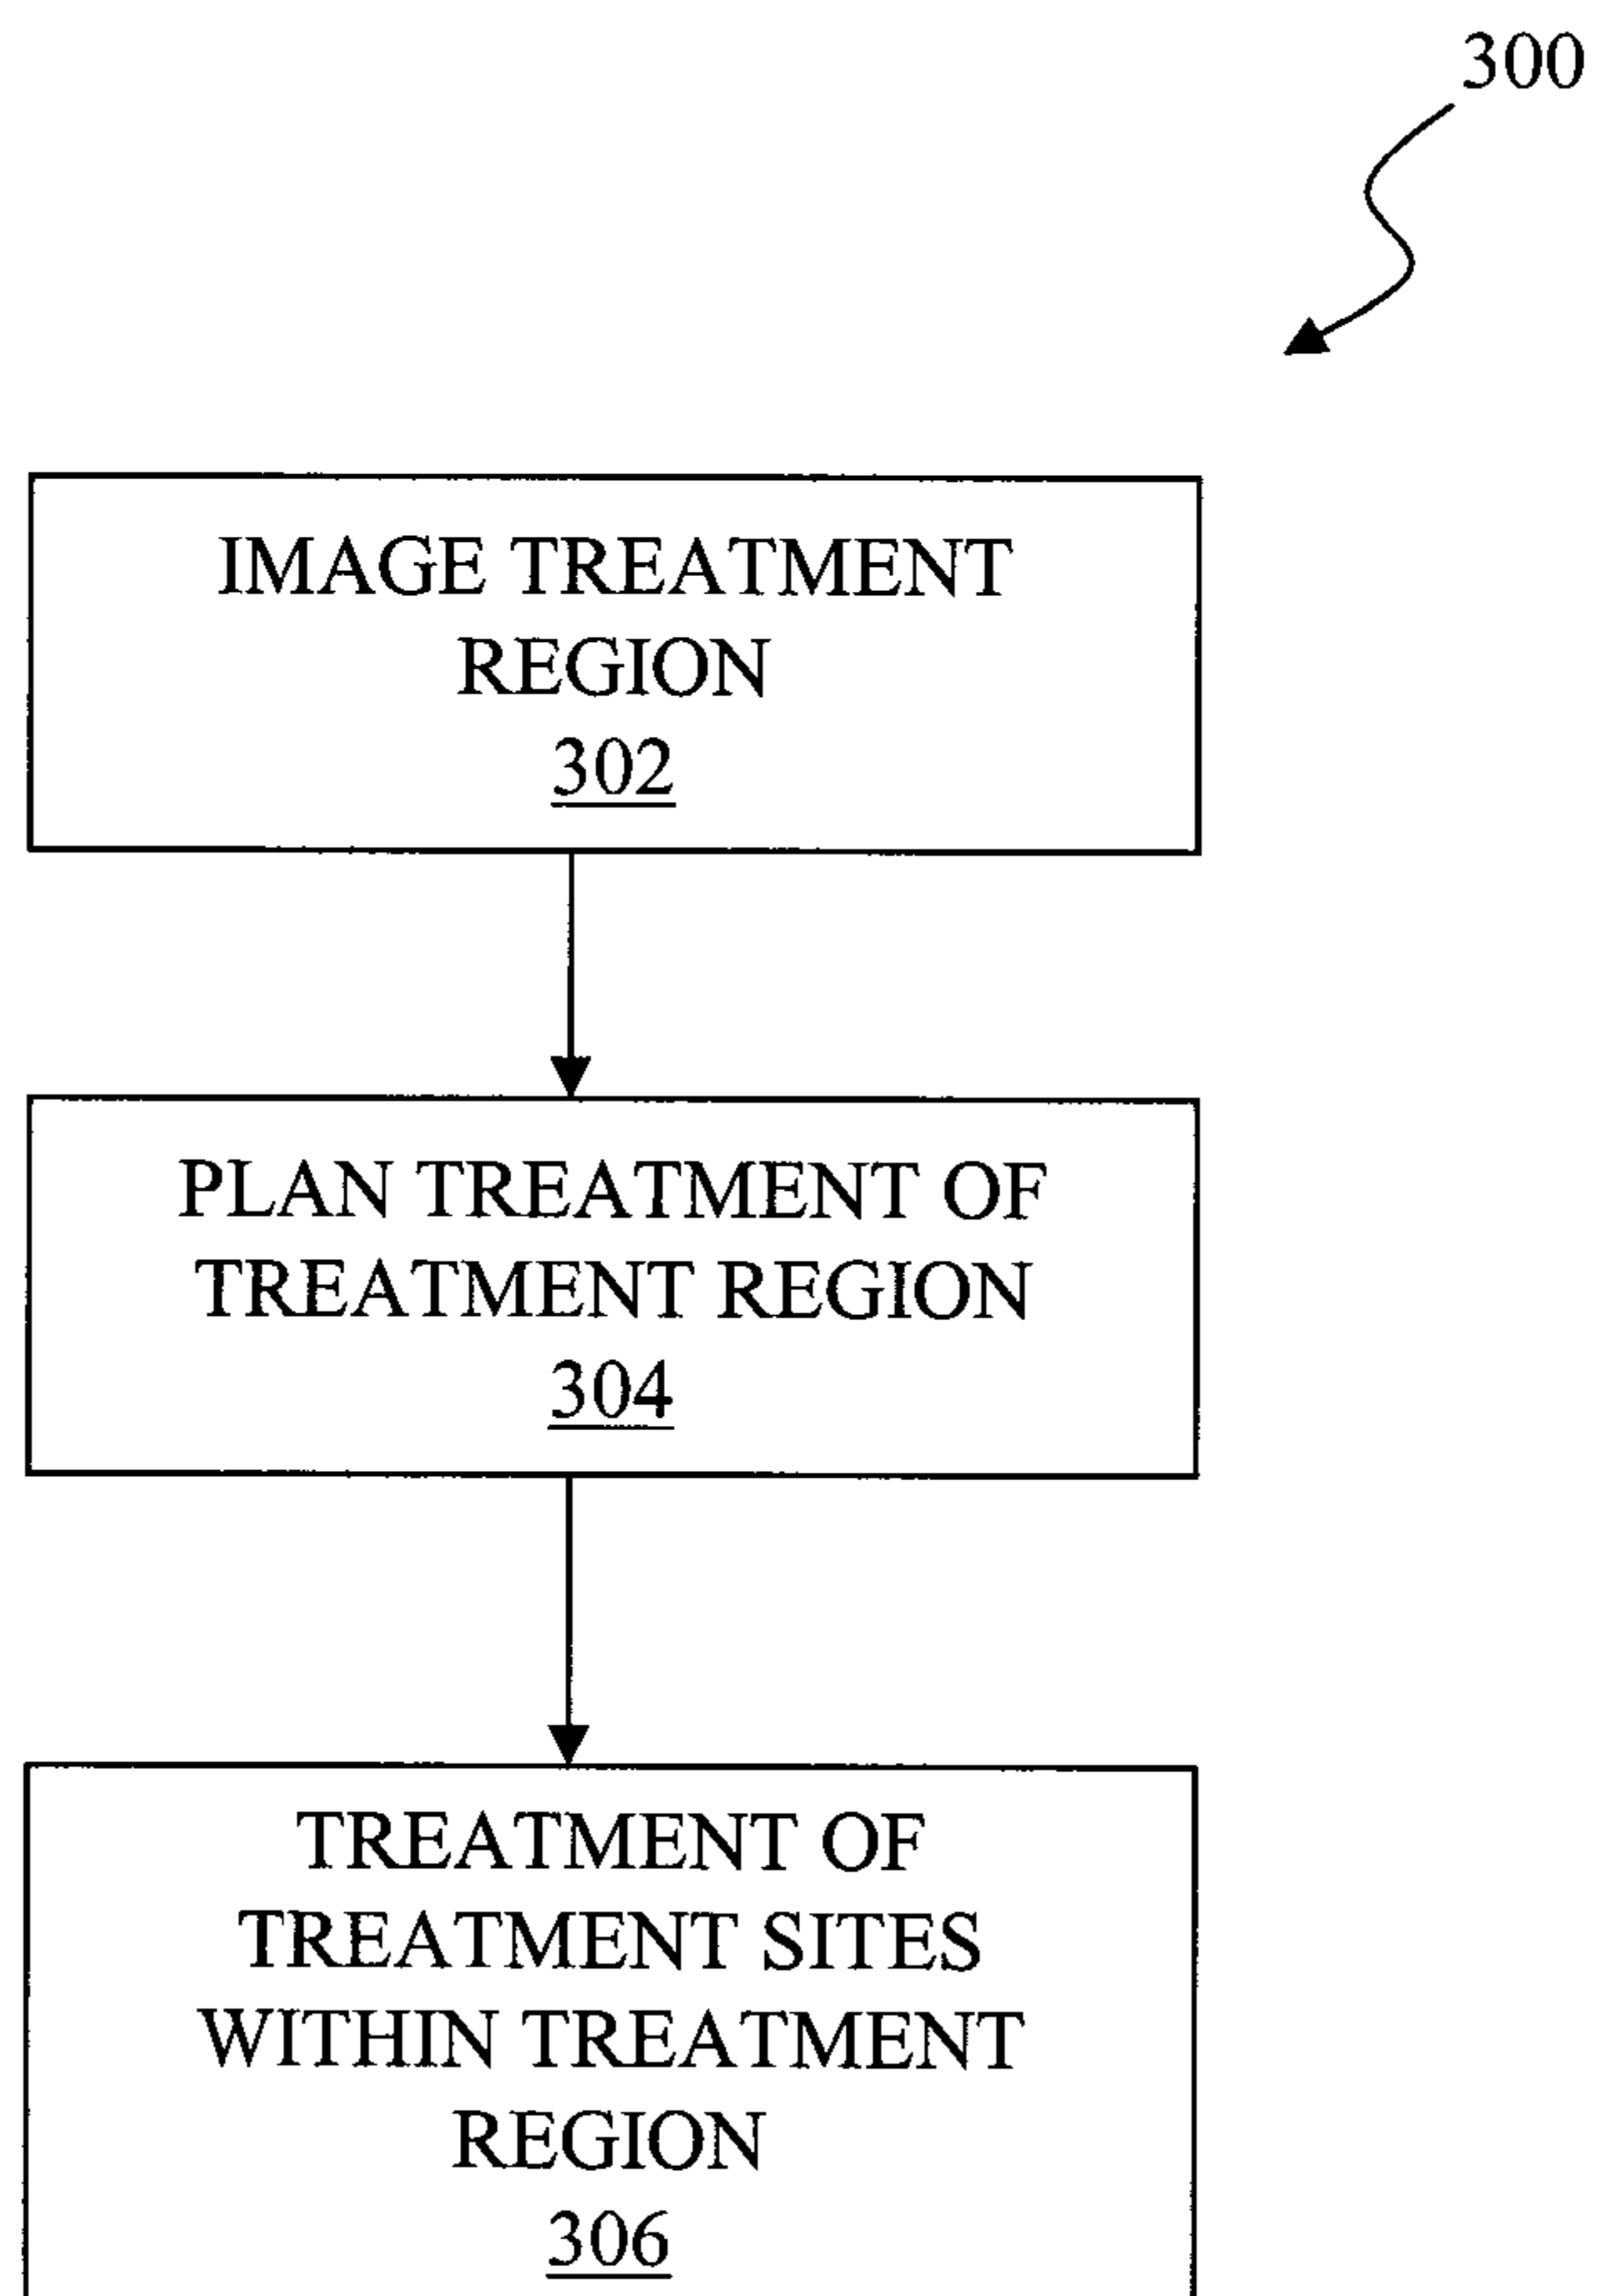 300
IMAGE TREATMENT
REGION
302
PLAN TREATMENT OF
TREATMENT REGION
304
TREATMENT OF
TREATMENT SITES
WITHIN TREATMENT
REGION
306